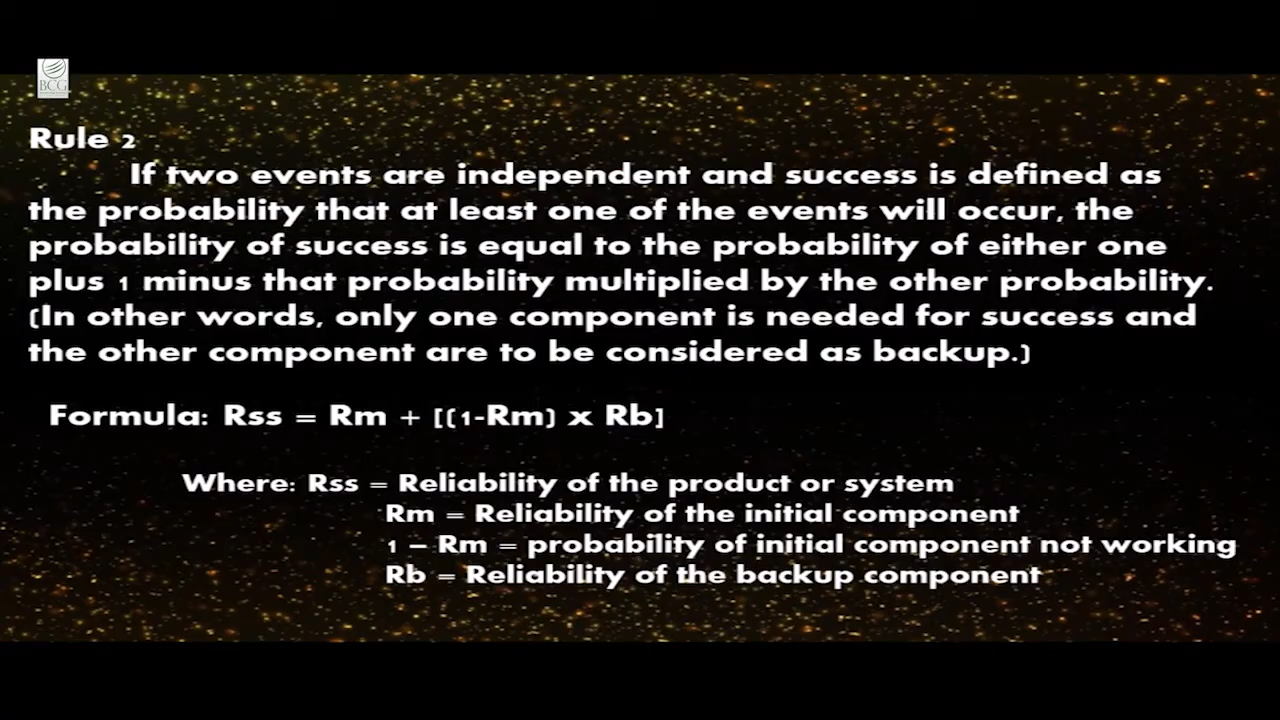 BCG
Rule 2
If two events are independent and success is defined as
the probability that at least one of the events will occur, the
probability of success is equal to the probability of either one
plus 1 minus that probability multiplied by the other probability.
(In other words, only one component is needed for success and
the other component are to be considered as backup.)
Formula: Rss = Rm + [(1-Rm) x Rb]
Where: Rss = Reliability of the product or system
Rm = Reliability of the initial component
1 – Rm = probability of initial component not working
Rb = Reliability of the backup component